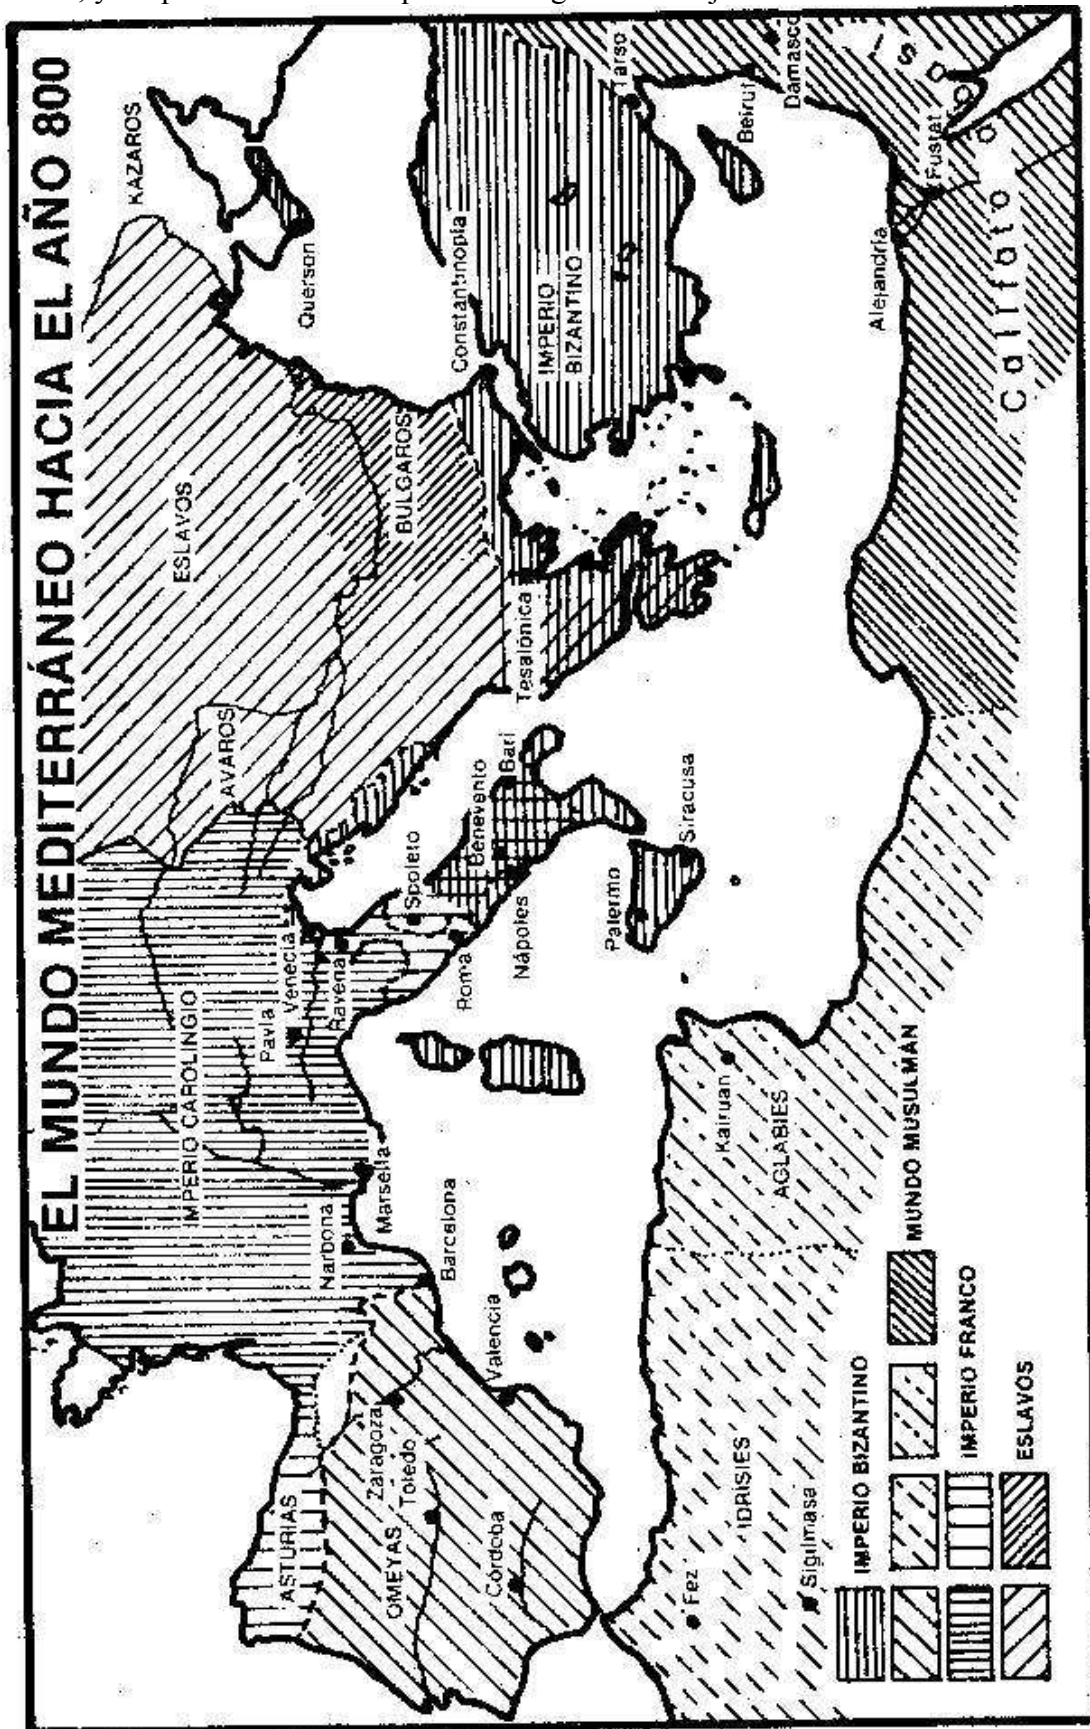 EL MUNDO MEDITERRÁNEO HACIA EL AÑO 800
KAZAROS
ESLAVOS
Querson
AVAROS
BULGAROS
IMPERIO CAROLINGIO
Constantinopla
IMPERIO
BIZANTINO
Tarso
Pavía
Venecia
Ravena
Spoleto
Benevento
Bari
Tesalónica
Narbona
Marsella
Roma
Nápoles
Barcelona
Beirut
Damasco
ASTURIAS
Zaragoza
Toledo
OMEYAS
Valencia
Córdoba
Palermo
Siracusa
Alejandría
Fustat
Califato
Fez
IDRISIES
Sigilmasa
Kairuan
AGLABIES
IMPERIO BIZANTINO
MUNDO MUSULMAN
IMPERIO FRANCO
ESLAVOS